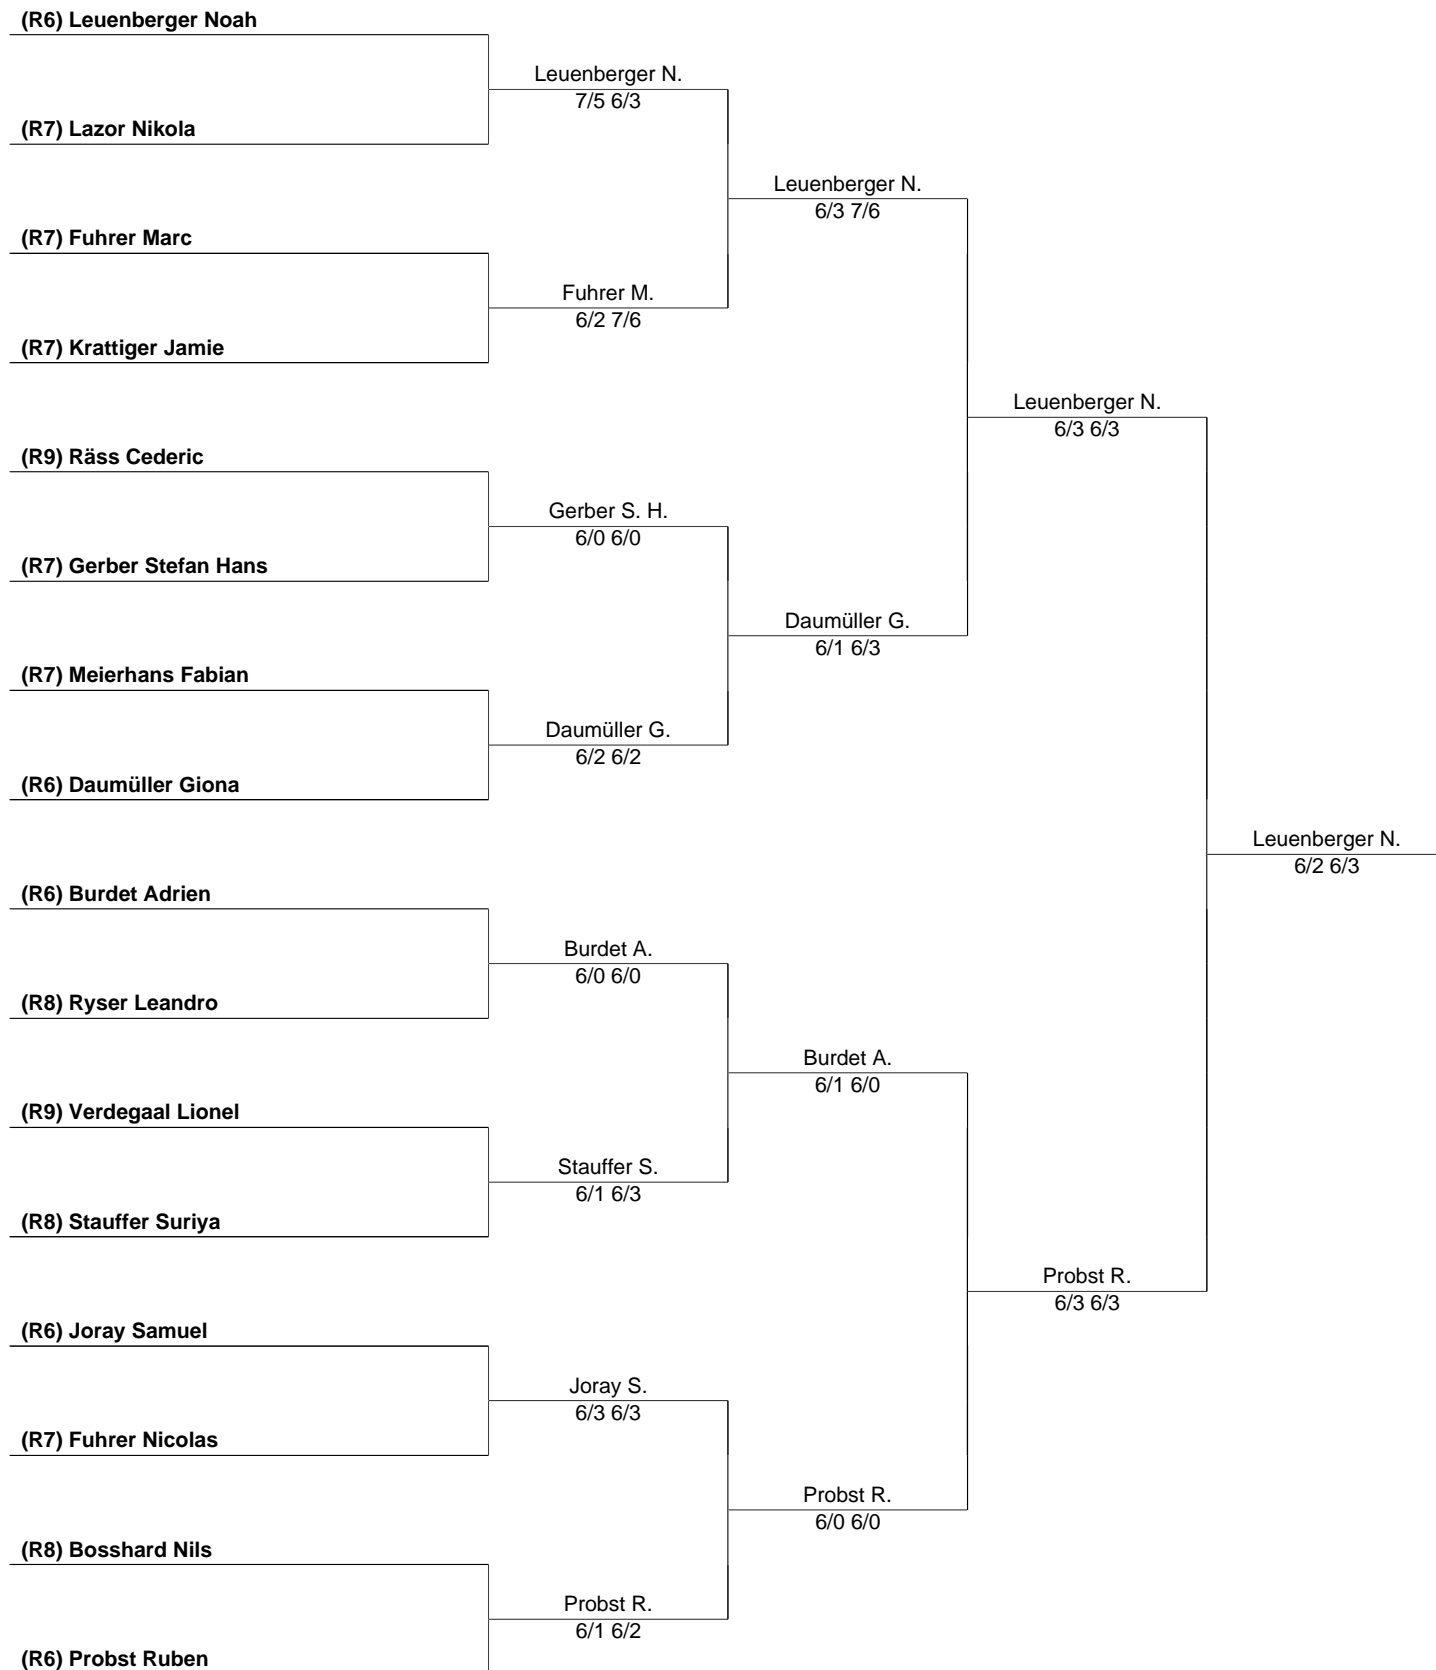 (R6) Leuenberger Noah
Leuenberger N.
7/5 6/3
(R7) Lazor Nikola
Leuenberger N.
6/3 7/6
(R7) Fuhrer Marc
Fuhrer M.
6/2 7/6
(R7) Krattiger Jamie
Leuenberger N.
6/3 6/3
(R9) Räss Cederic
Gerber S. H.
6/0 6/0
(R7) Gerber Stefan Hans
Daumüller G.
6/1 6/3
(R7) Meierhans Fabian
Daumüller G.
6/2 6/2
(R6) Daumüller Giona
Leuenberger N.
6/2 6/3
(R6) Burdet Adrien
Burdet A.
6/0 6/0
(R8) Ryser Leandro
Burdet A.
6/1 6/0
(R9) Verdegaal Lionel
Stauffer S.
6/1 6/3
(R8) Stauffer Suriya
Probst R.
6/3 6/3
(R6) Joray Samuel
Joray S.
6/3 6/3
(R7) Fuhrer Nicolas
Probst R.
6/0 6/0
(R8) Bosshard Nils
Probst R.
6/1 6/2
(R6) Probst Ruben